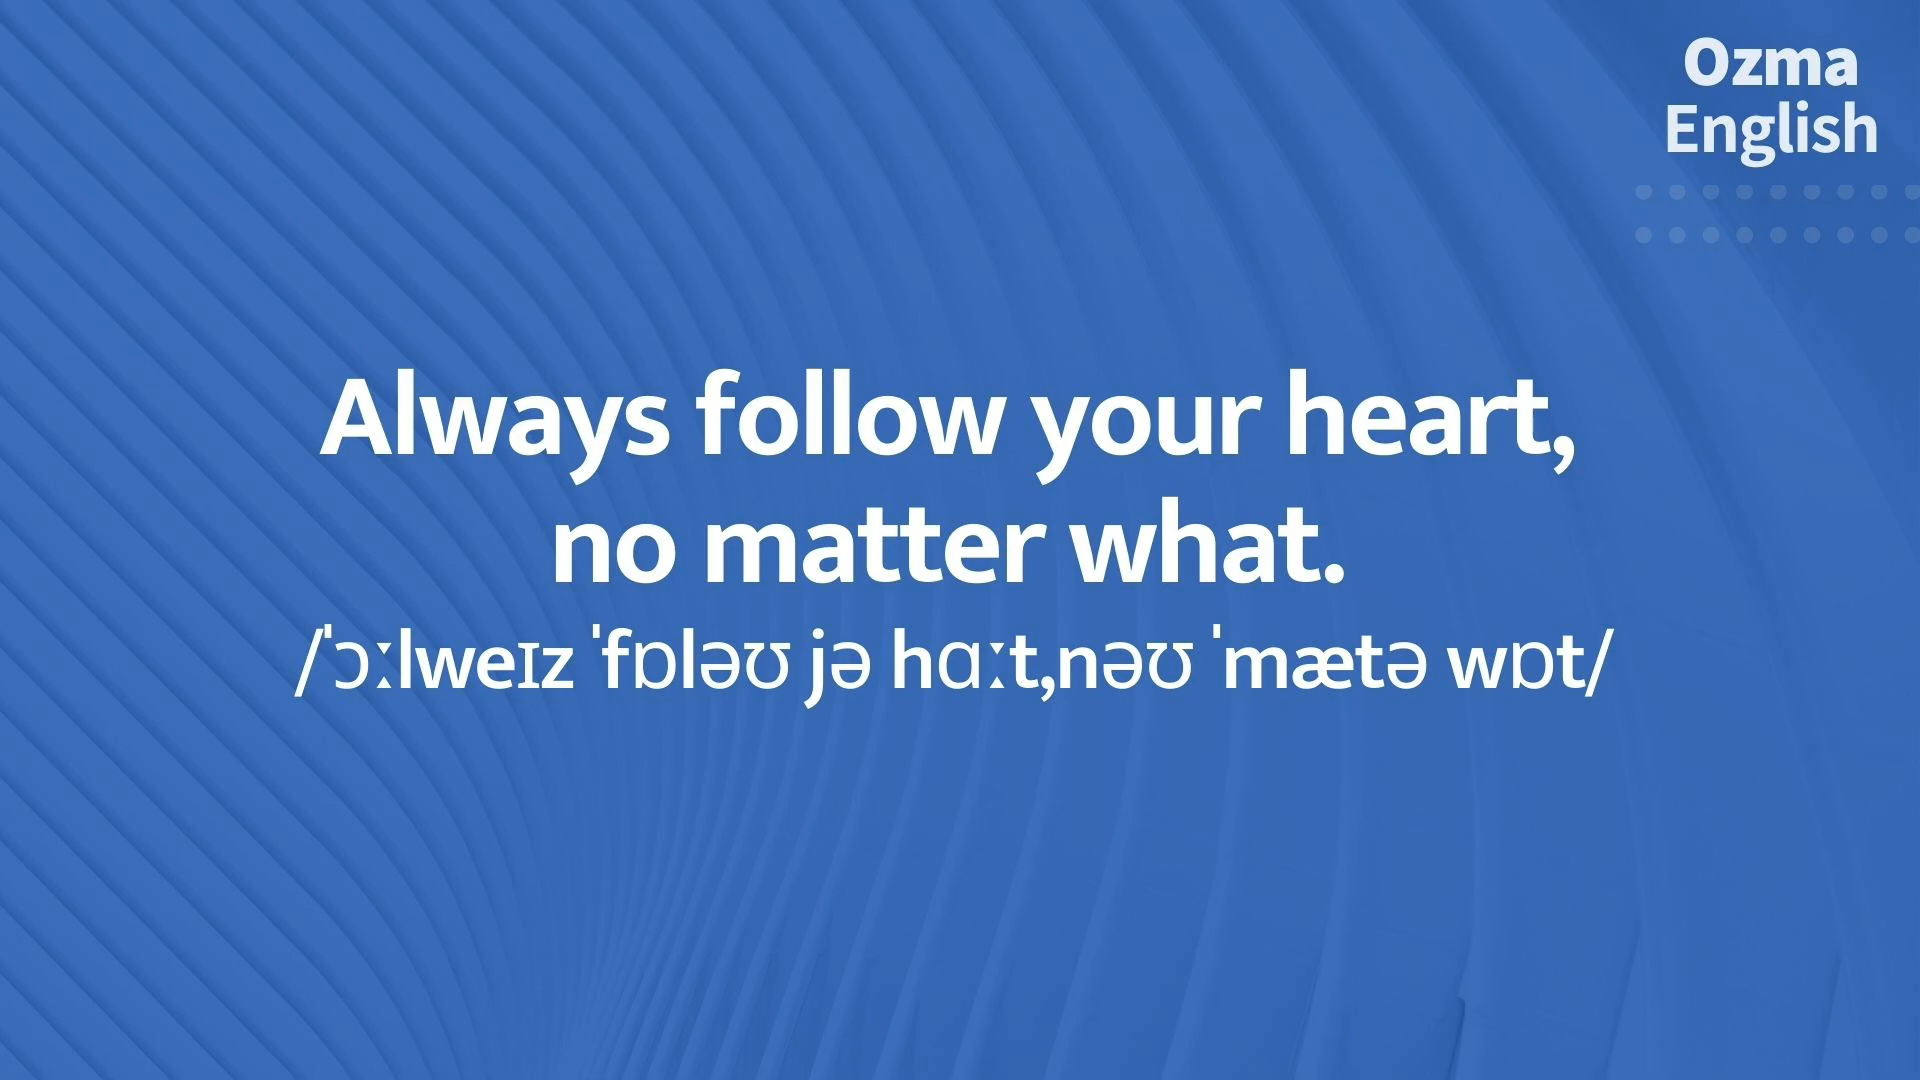 Ozma
English
Always follow your heart,
no matter what.
/ˈɔːlweɪz ˈfɒləʊ jə hɑːt,nəʊ ˈmætə wɒt/